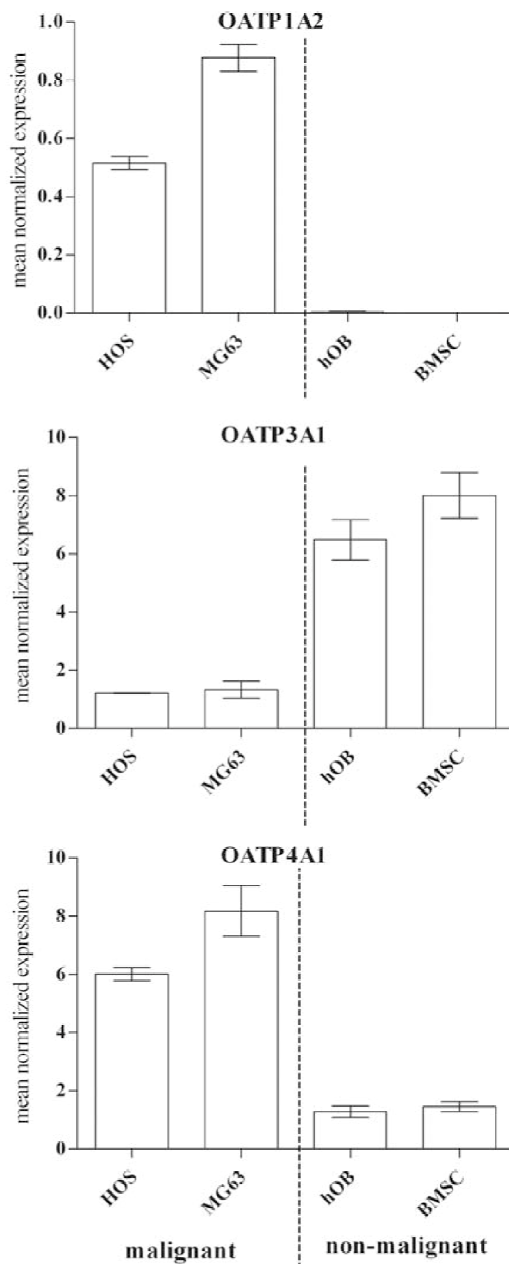 OATP1A2
mean normalized expression
1.0
0.8
0.6
0.4
0.2
0.0
HOS
MG63
hOB
BMSC
OATP3A1
mean normalized expression
10
8
6
4
2
0
HOS
MG63
hOB
BMSC
OATP4A1
mean normalized expression
10
8
6
4
2
0
HOS
MG63
hOB
BMSC
malignant
non-malignant